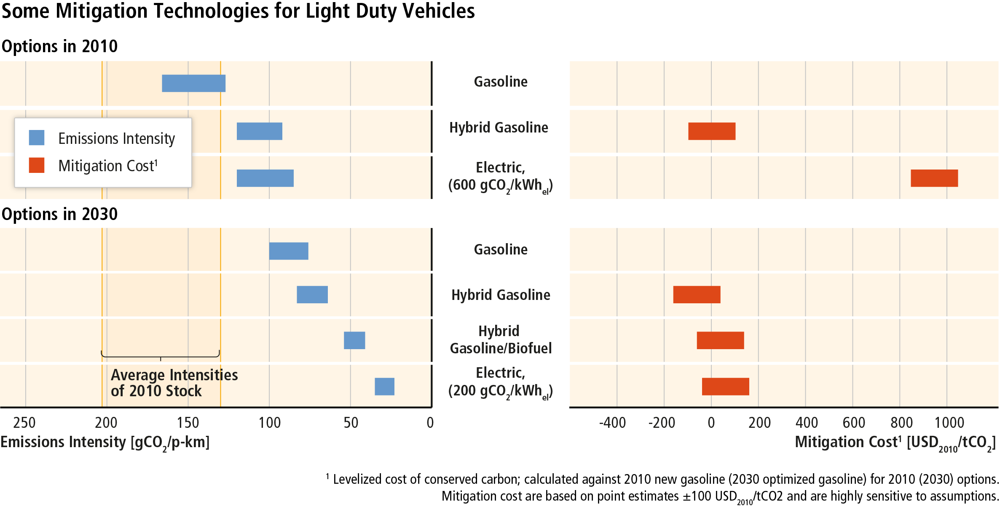 Some Mitigation Technologies for Light Duty Vehicles
Options in 2010
Gasoline
Hybrid Gasoline
Electric,
(600 gCO₂/kWhₑₗ)
Emissions Intensity
Mitigation Cost¹
Options in 2030
Gasoline
Hybrid Gasoline
Hybrid
Gasoline/Biofuel
Electric,
(200 gCO₂/kWhₑₗ)
Average Intensities
of 2010 Stock
250 200 150 100 50 0
-400 -200 0 200 400 600 800 1000
Emissions Intensity [gCO₂/p-km]
Mitigation Cost¹ [USD₂₀₁₀/tCO₂]
¹ Levelized cost of conserved carbon; calculated against 2010 new gasoline (2030 optimized gasoline) for 2010 (2030) options.
Mitigation cost are based on point estimates ±100 USD₂₀₁₀/tCO2 and are highly sensitive to assumptions.